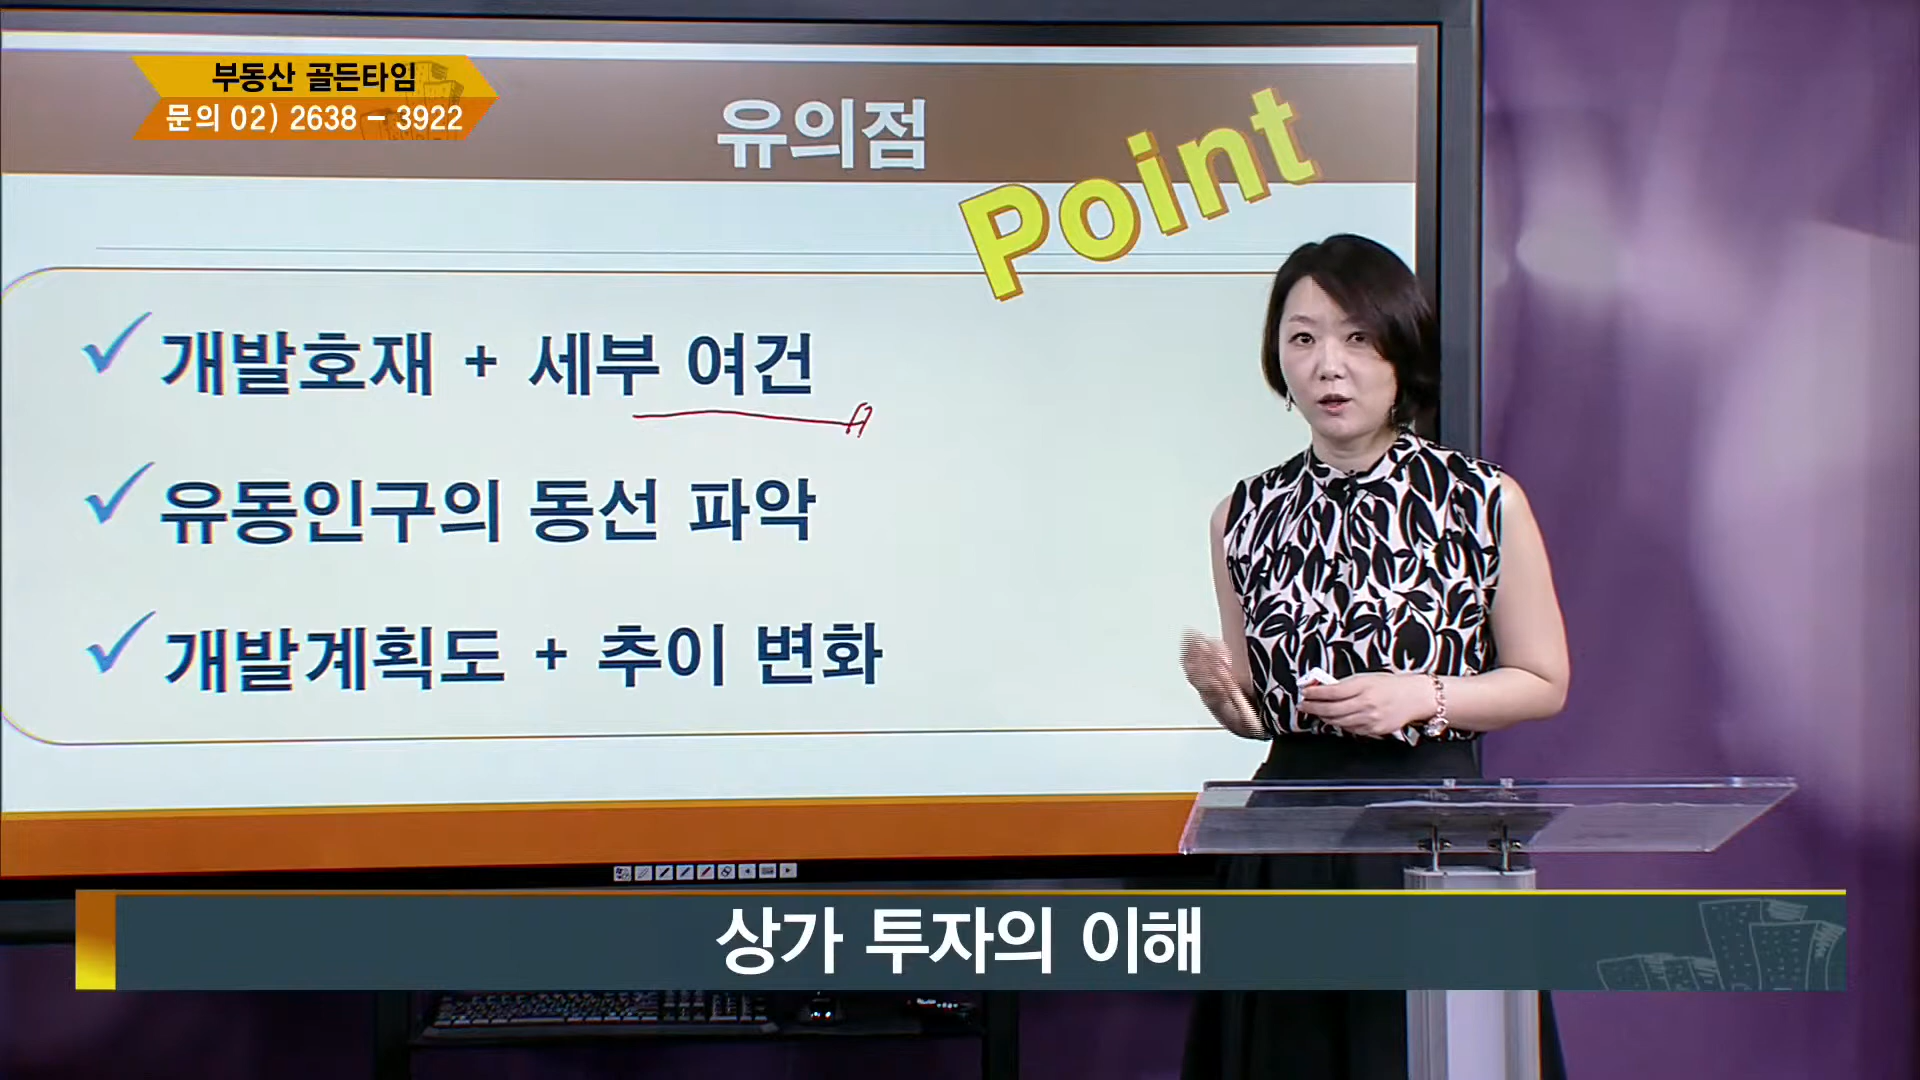 부동산 골든타임
문의 02) 2638 - 3922
유의점
Point
개발호재 + 세부 여건
유동인구의 동선 파악
개발계획도 + 추이 변화
상가 투자의 이해